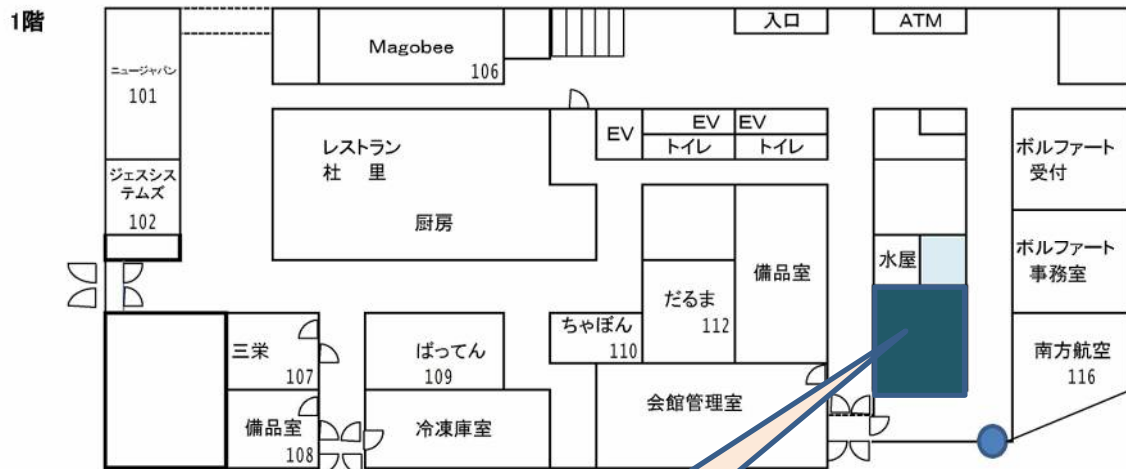 1階
入口
ATM
Magobee
106
ニュージャパン
101
EV
EV
EV
トイレ
トイレ
レストラン
杜 里
厨房
ボルファート
受付
ジェスシス
テムズ
102
水屋
ボルファート
事務室
備品室
だるま
112
ちゃぽん
110
三栄
107
ばってん
109
南方航空
116
備品室
108
冷凍庫室
会館管理室